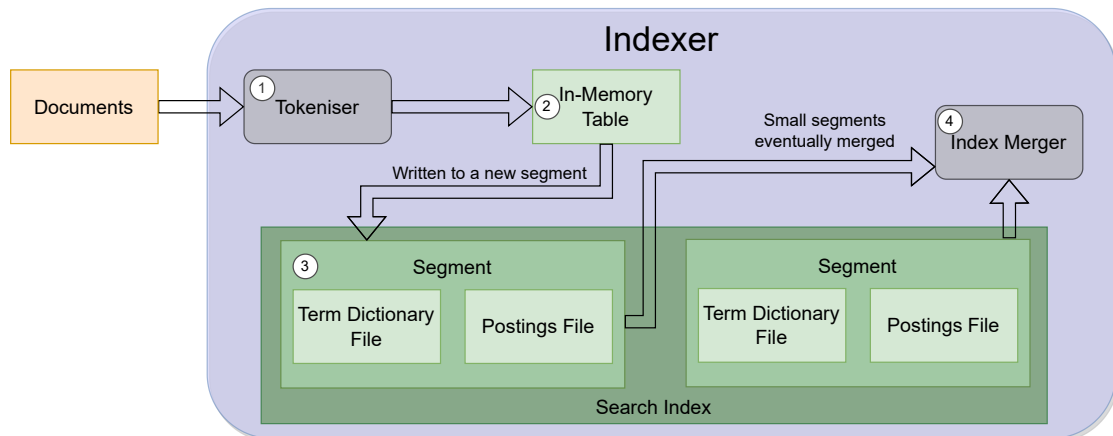 Indexer
Documents
1
Tokeniser
2
In-Memory
Table
Small segments
eventually merged
4
Index Merger
Written to a new segment
3
Segment
Term Dictionary
File
Postings File
Segment
Term Dictionary
File
Postings File
Search Index